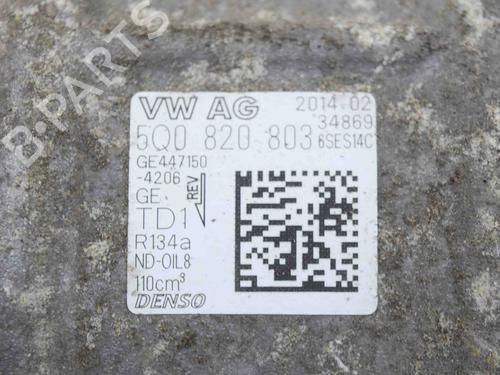 B-PARTS
VW AG 2014-02
34869
5Q0 820 803 6SES14C
GE447150
-4206
GE REV
TD1
R134a
ND-OIL8
110cm³
DENSO